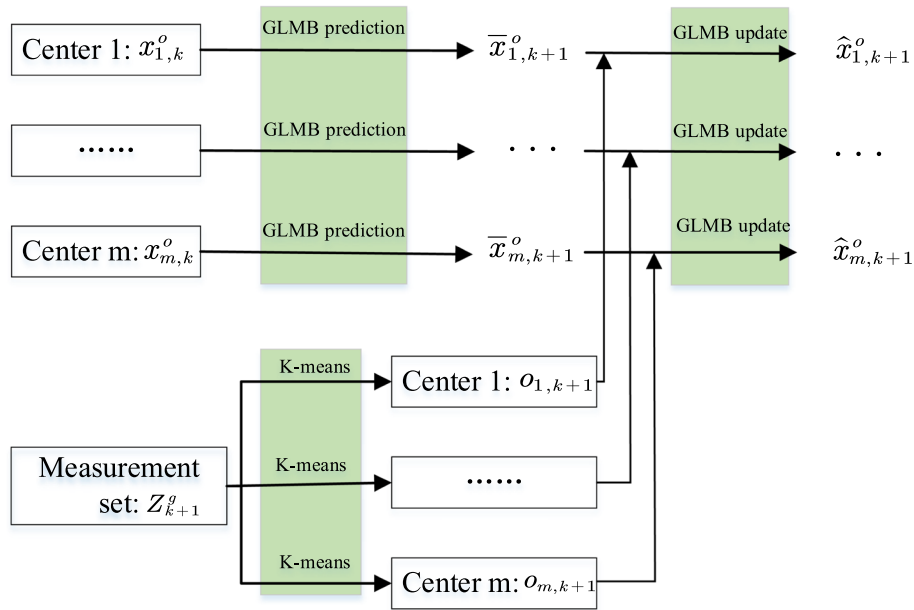 Center 1: x^o_{1,k} GLMB prediction x̅^o_{1,k+1} GLMB update x̂^o_{1,k+1}
······ GLMB prediction · · · GLMB update · · ·
Center m: x^o_{m,k} GLMB prediction x̅^o_{m,k+1} GLMB update x̂^o_{m,k+1}
K-means Center 1: o_{1,k+1}
Measurement
set: Z^g_{k+1}
K-means ······
K-means Center m: o_{m,k+1}